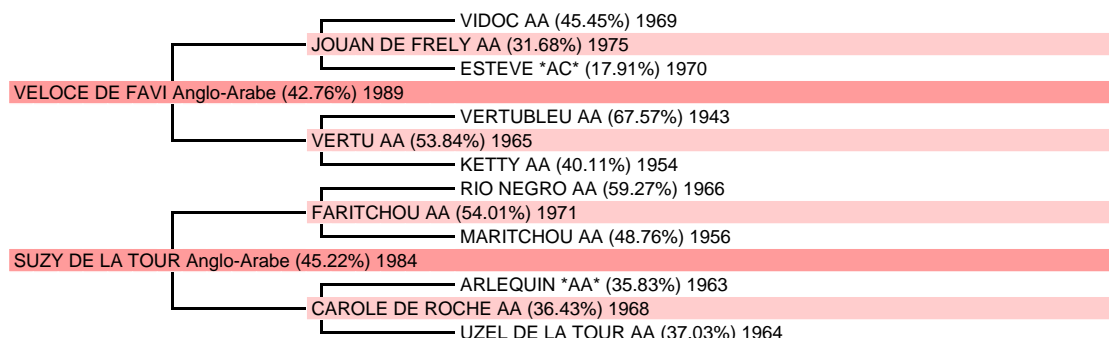 VIDOC AA (45.45%) 1969
JOUAN DE FRELY AA (31.68%) 1975
ESTEVE *AC* (17.91%) 1970
VELOCE DE FAVI Anglo-Arabe (42.76%) 1989
VERTUBLEU AA (67.57%) 1943
VERTU AA (53.84%) 1965
KETTY AA (40.11%) 1954
RIO NEGRO AA (59.27%) 1966
FARITCHOU AA (54.01%) 1971
MARITCHOU AA (48.76%) 1956
SUZY DE LA TOUR Anglo-Arabe (45.22%) 1984
ARLEQUIN *AA* (35.83%) 1963
CAROLE DE ROCHE AA (36.43%) 1968
UZEL DE LA TOUR AA (37.03%) 1964